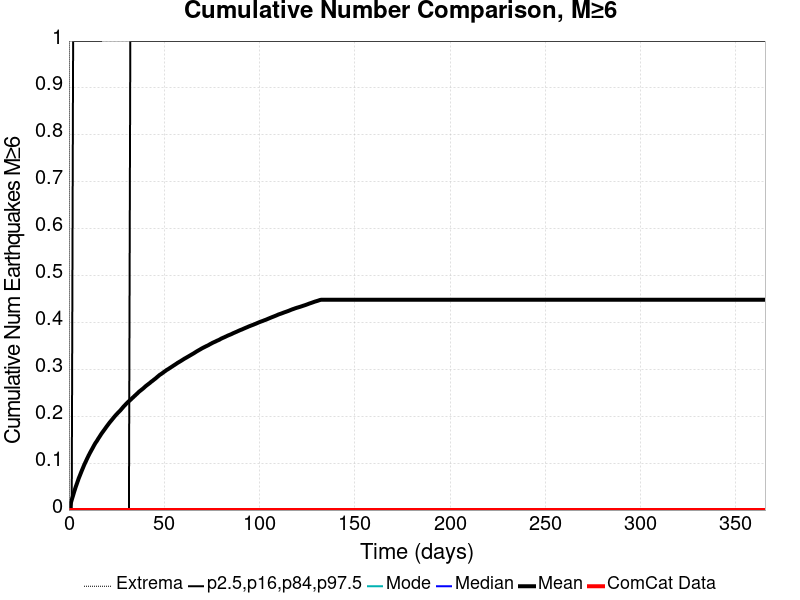 Cumulative Number Comparison, M≥6
Cumulative Num Earthquakes M≥6
1
0.9
0.8
0.7
0.6
0.5
0.4
0.3
0.2
0.1
0
0 50 100 150 200 250 300 350
Time (days)
Extrema p2.5,p16,p84,p97.5 Mode Median Mean ComCat Data